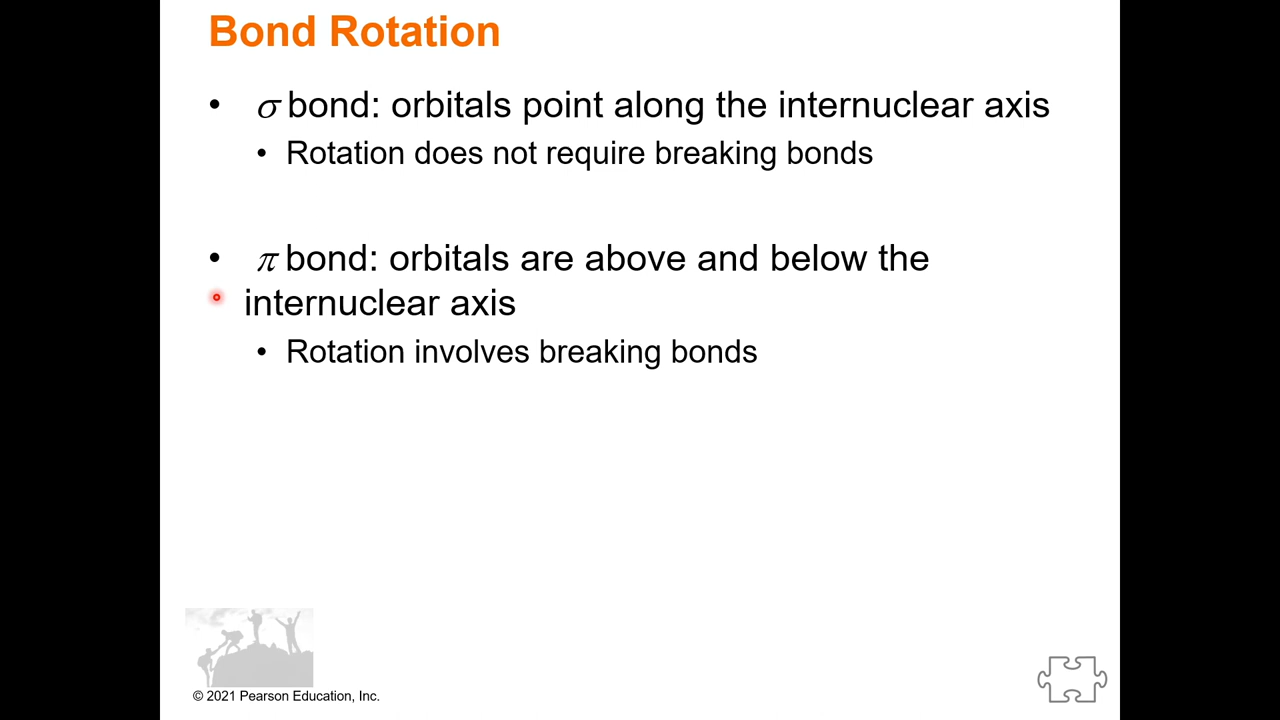 Bond Rotation
• σ bond: orbitals point along the internuclear axis
• Rotation does not require breaking bonds
• π bond: orbitals are above and below the
internuclear axis
• Rotation involves breaking bonds
© 2021 Pearson Education, Inc.